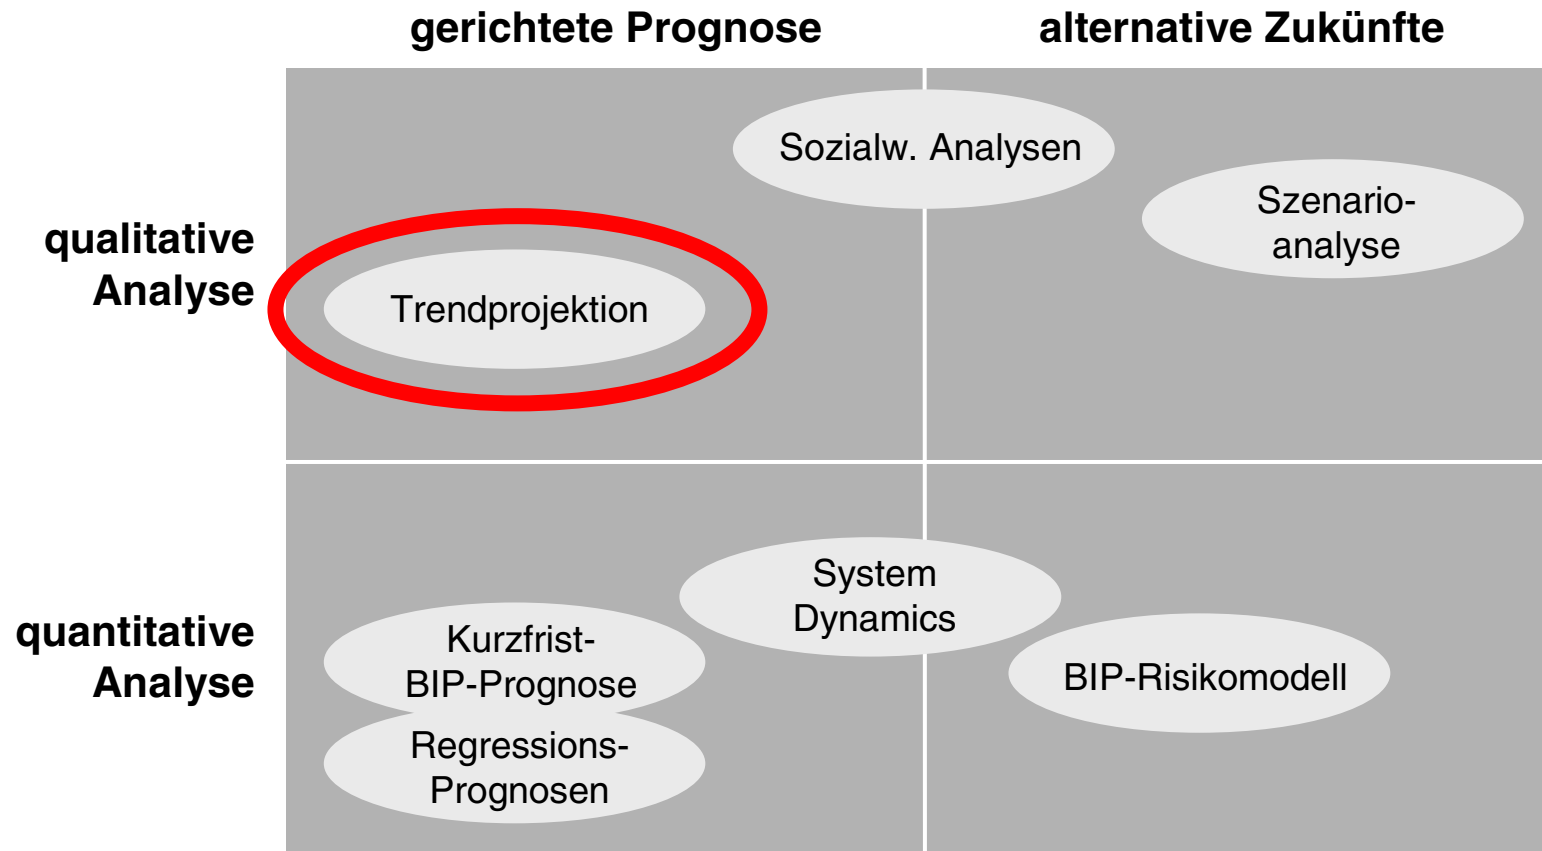 gerichtete Prognose
alternative Zukünfte
qualitative
Analyse
Sozialw. Analysen
Szenario-
analyse
Trendprojektion
quantitative
Analyse
System
Dynamics
Kurzfrist-
BIP-Prognose
BIP-Risikomodell
Regressions-
Prognosen